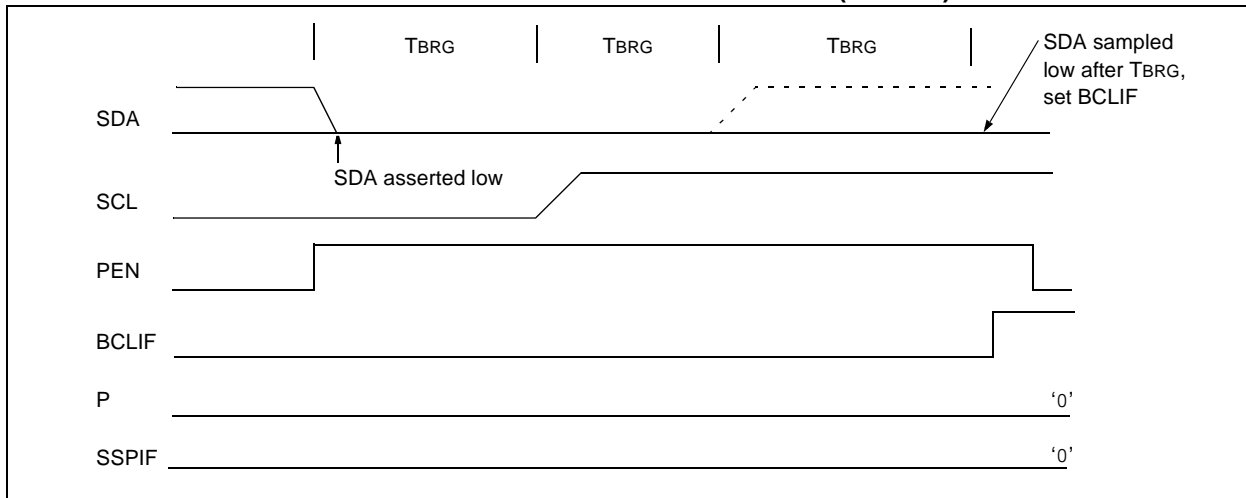 TBRG TBRG TBRG
SDA sampled
low after TBRG,
set BCLIF
SDA
SDA asserted low
SCL
PEN
BCLIF
P ‘0’
SSPIF ‘0’